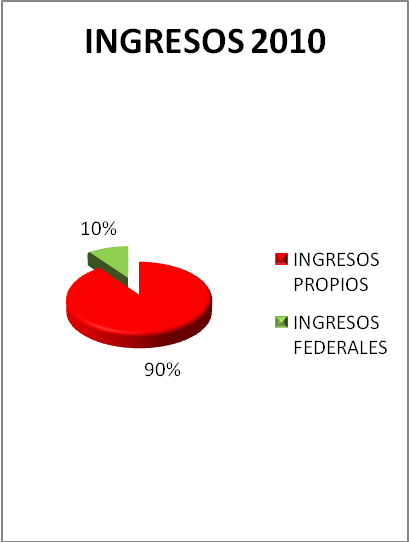 INGRESOS 2010
10%
90%
INGRESOS
PROPIOS
INGRESOS
FEDERALES